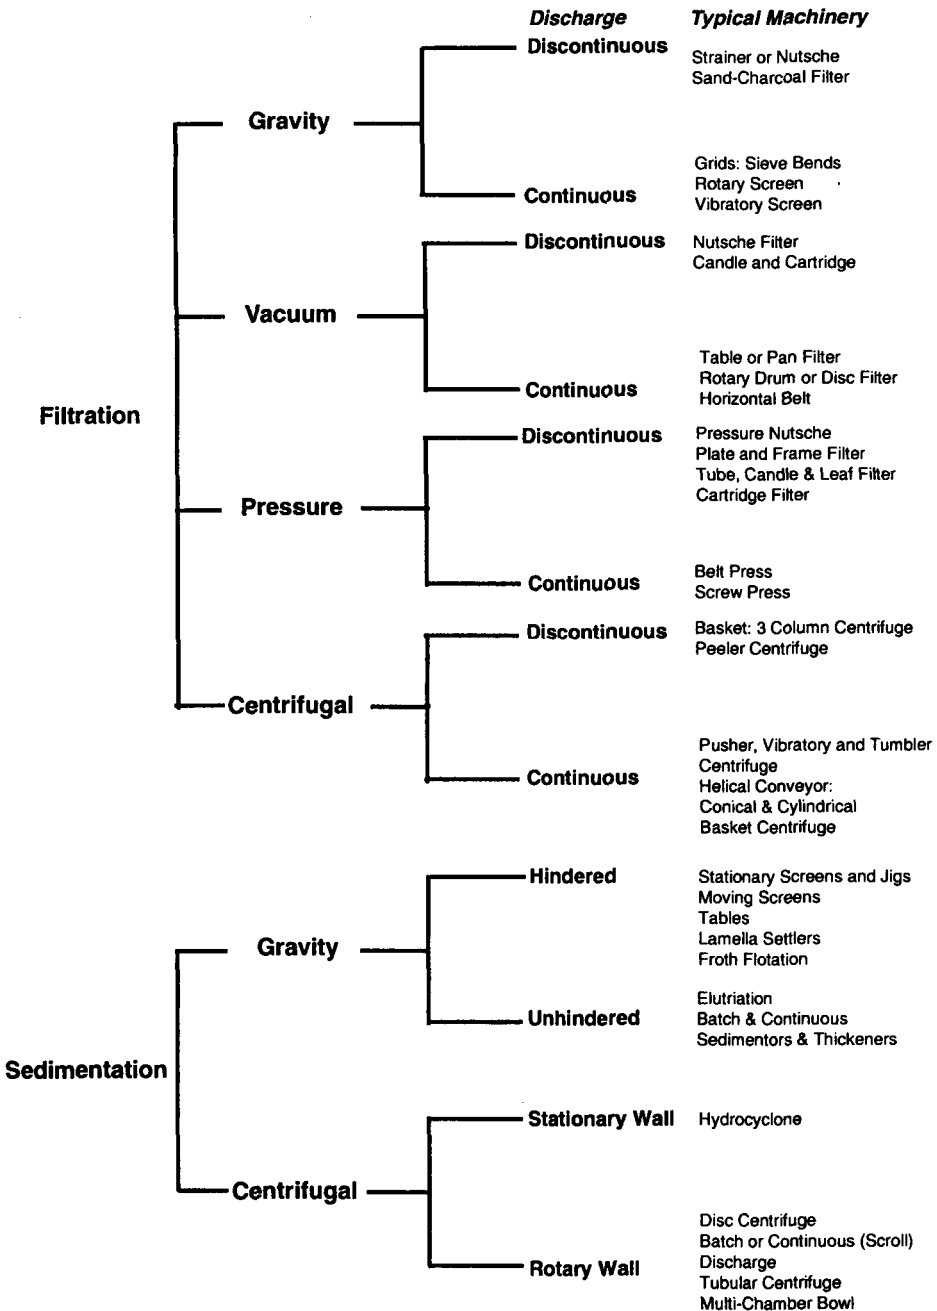 Discharge Typical Machinery
Discontinuous
Strainer or Nutsche
Sand-Charcoal Filter
Gravity
Grids: Sieve Bends
Continuous
Rotary Screen
Vibratory Screen
Discontinuous
Nutsche Filter
Candle and Cartridge
Vacuum
Table or Pan Filter
Continuous
Rotary Drum or Disc Filter
Horizontal Belt
Filtration
Discontinuous
Pressure Nutsche
Plate and Frame Filter
Tube, Candle & Leaf Filter
Cartridge Filter
Pressure
Continuous
Belt Press
Screw Press
Discontinuous
Basket: 3 Column Centrifuge
Peeler Centrifuge
Centrifugal
Continuous
Pusher, Vibratory and Tumbler
Centrifuge
Helical Conveyor:
Conical & Cylindrical
Basket Centrifuge
Hindered
Stationary Screens and Jigs
Moving Screens
Tables
Lamella Settlers
Froth Flotation
Gravity
Unhindered
Elutriation
Batch & Continuous
Sedimentors & Thickeners
Sedimentation
Stationary Wall
Hydrocyclone
Centrifugal
Rotary Wall
Disc Centrifuge
Batch or Continuous (Scroll)
Discharge
Tubular Centrifuge
Multi-Chamber Bowl